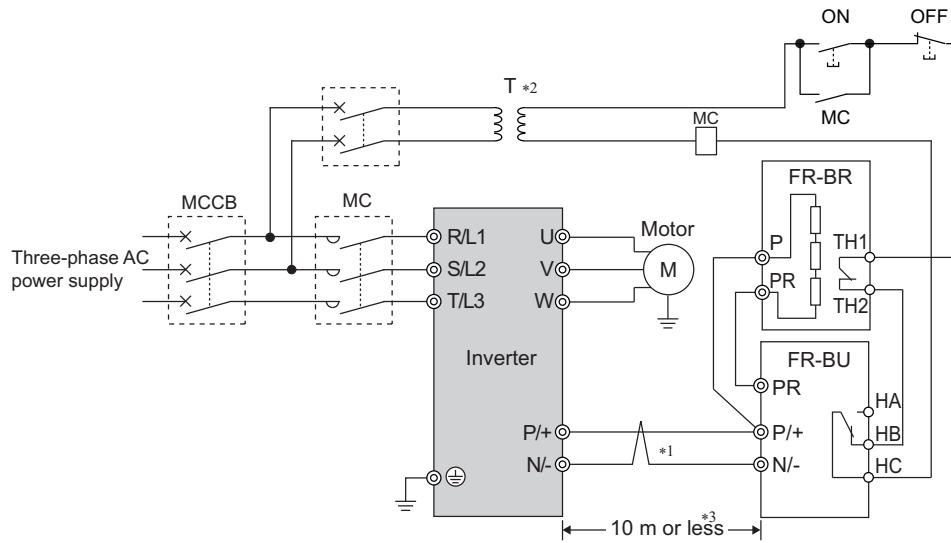 ON
OFF
T *2
MC
MC
FR-BR
MCCB
MC
Three-phase AC
power supply
R/L1
S/L2
T/L3
U
V
W
Motor
M
P
PR
TH1
TH2
Inverter
FR-BU
PR
HA
HB
HC
P/+
N/-
*1
P/+
N/-
10 m or less *3